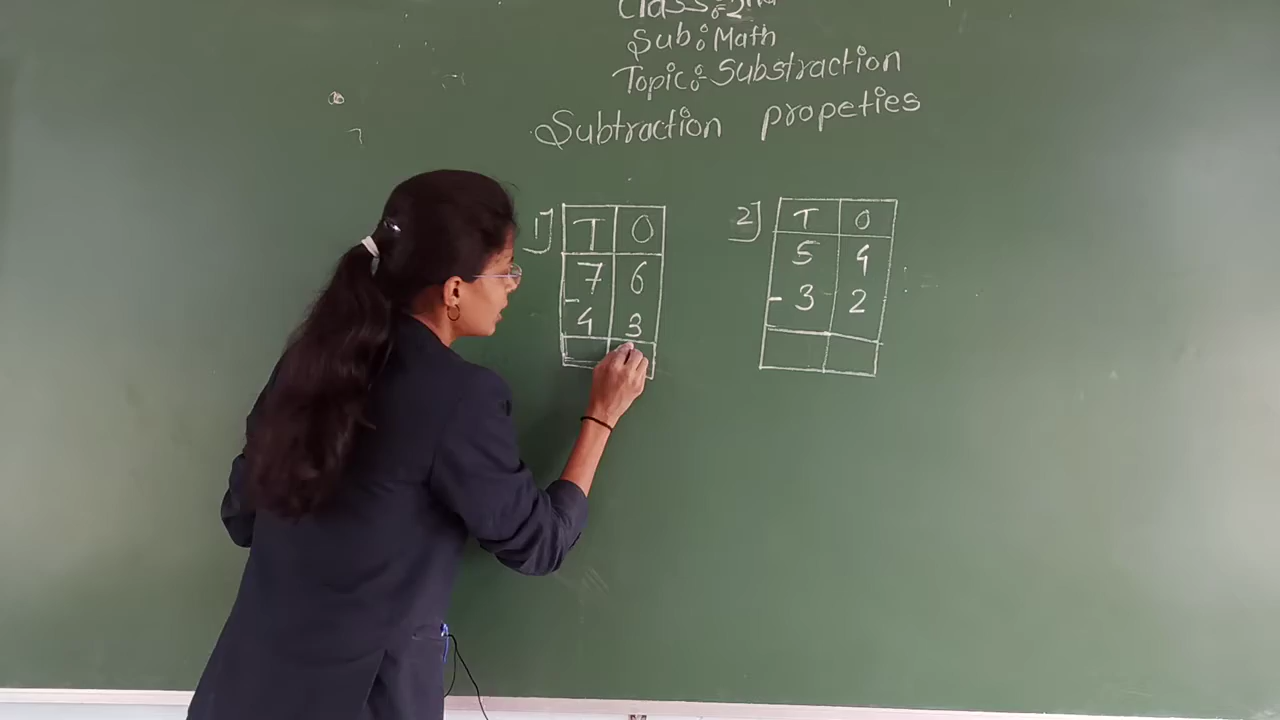 Class:-2nd
Sub:Math
Topic:-Substraction
Subtraction propeties
1]
T O
7 6
- 4 3
2]
T O
5 4
- 3 2